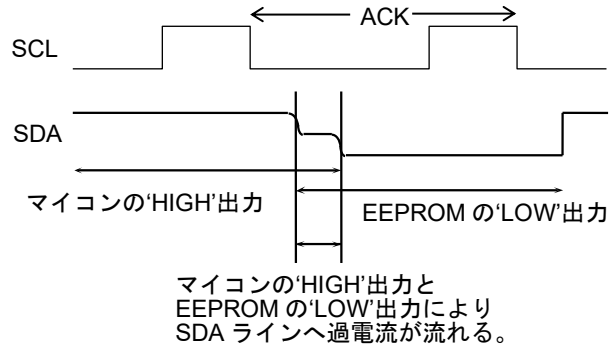 ACK
SCL
SDA
マイコンの‘HIGH’出力
EEPROM の‘LOW’出力
マイコンの‘HIGH’出力と
EEPROM の‘LOW’出力により
SDA ラインへ過電流が流れる。